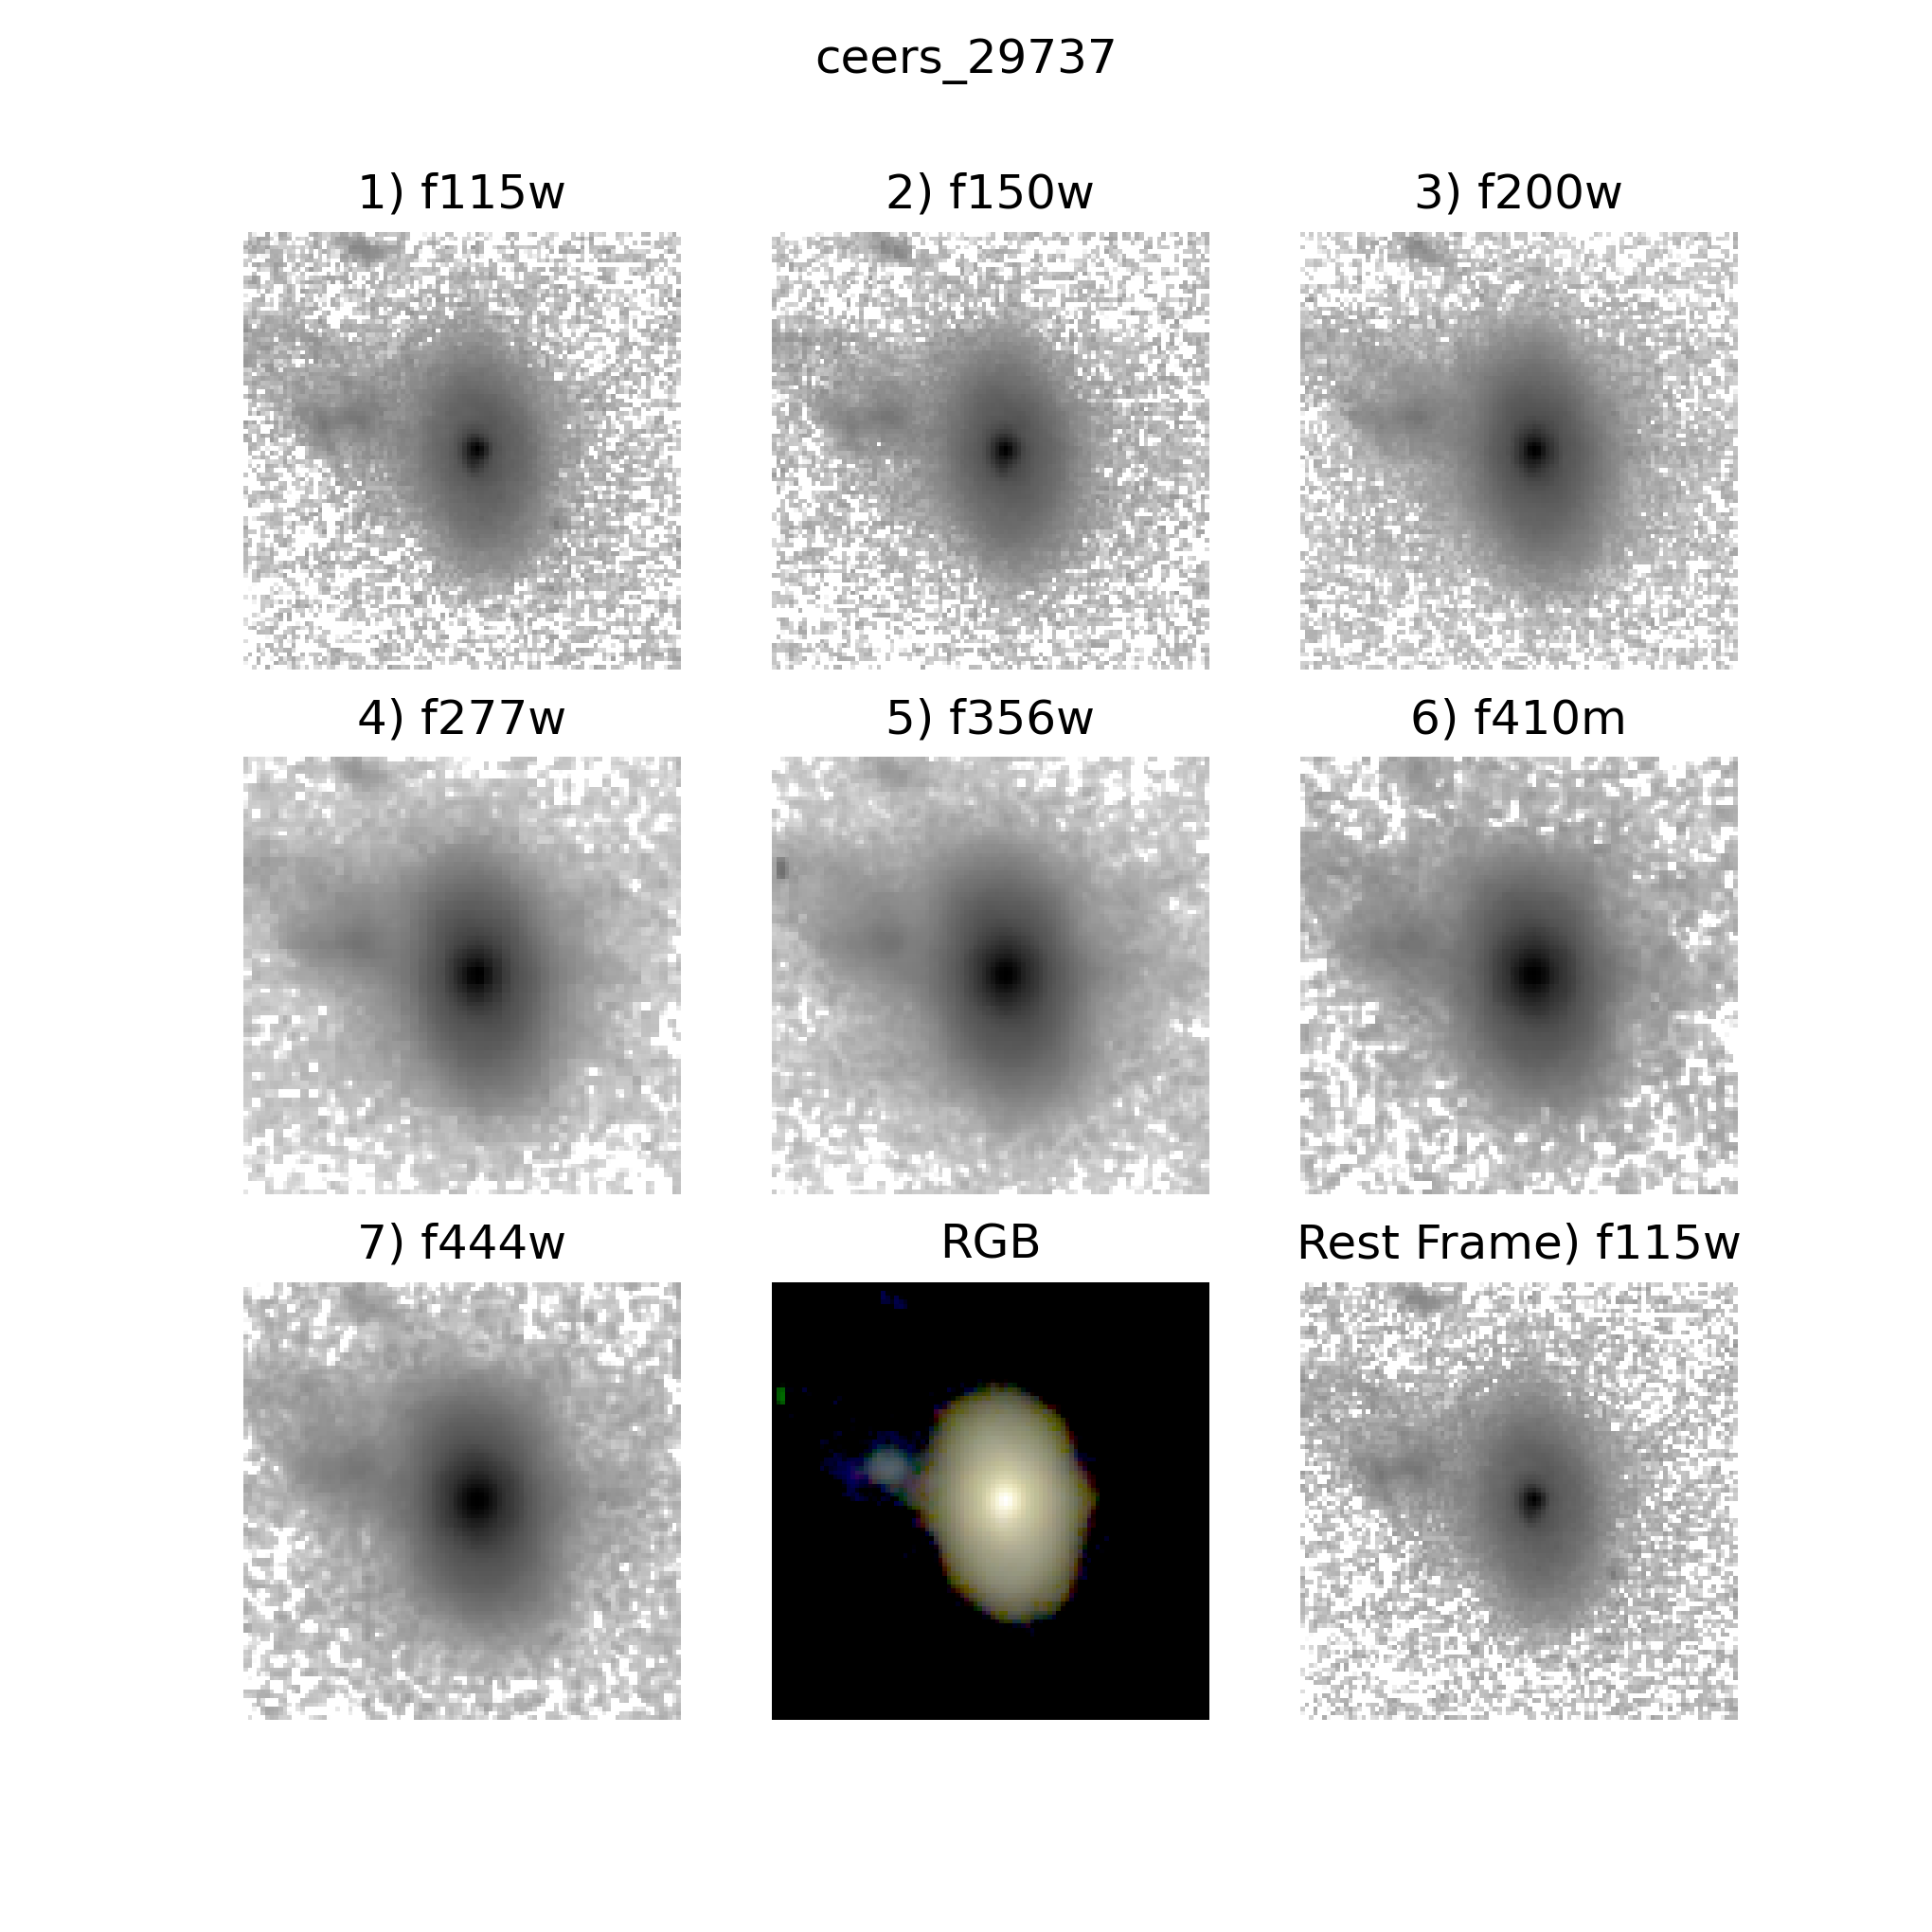 ceers_29737
1) f115w
2) f150w
3) f200w
4) f277w
5) f356w
6) f410m
7) f444w
RGB
Rest Frame) f115w